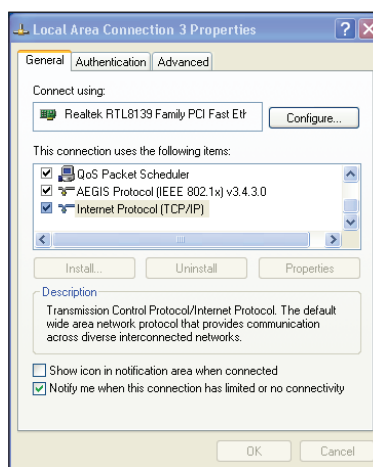 Local Area Connection 3 Properties
General Authentication Advanced
Connect using:
Realtek RTL8139 Family PCI Fast Eth
Configure...
This connection uses the following items:
QoS Packet Scheduler
AEGIS Protocol (IEEE 802.1x) v3.4.3.0
Internet Protocol (TCP/IP)
Install... Uninstall Properties
Description
Transmission Control Protocol/Internet Protocol. The default
wide area network protocol that provides communication
across diverse interconnected networks.
Show icon in notification area when connected
Notify me when this connection has limited or no connectivity
OK Cancel